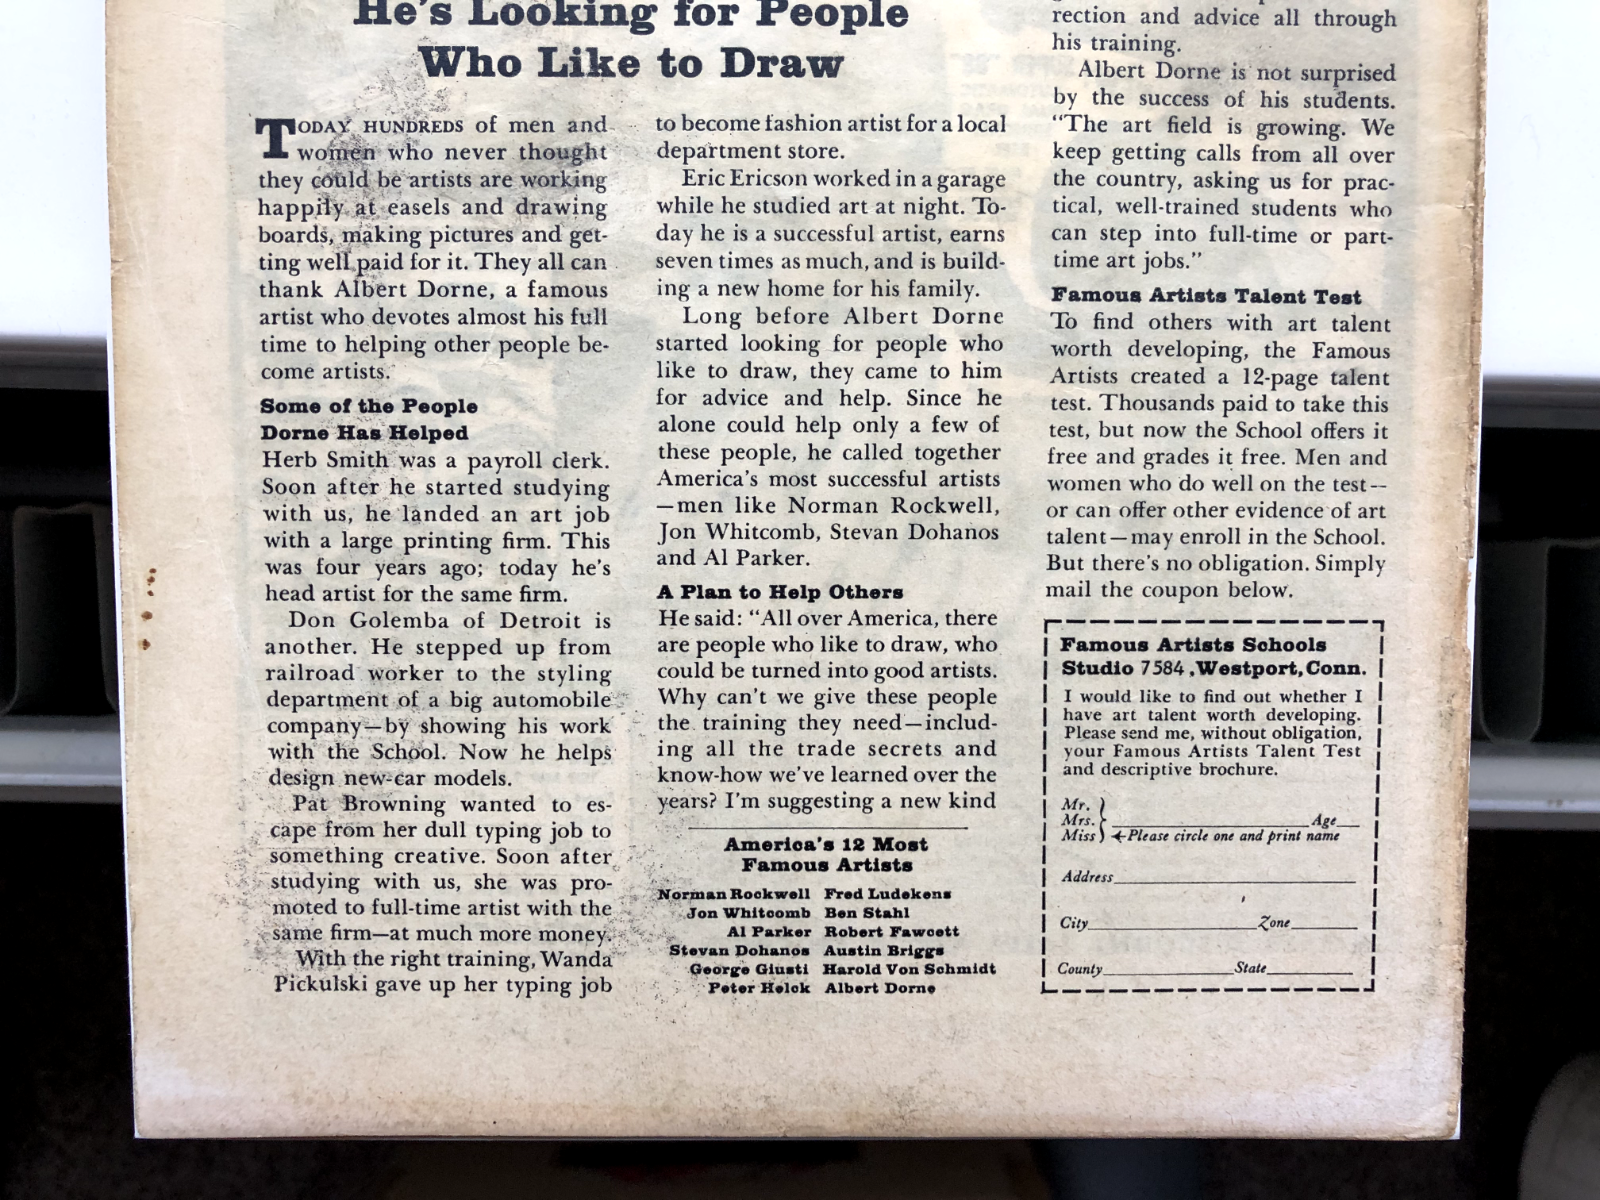 He's Looking for People
Who Like to Draw
TODAY HUNDREDS of men and
women who never thought
they could be artists are working
happily at easels and drawing
boards, making pictures and get-
ting well paid for it. They all can
thank Albert Dorne, a famous
artist who devotes almost his full
time to helping other people be-
come artists.
Some of the People
Dorne Has Helped
Herb Smith was a payroll clerk.
Soon after he started studying
with us, he landed an art job
with a large printing firm. This
was four years ago; today he's
head artist for the same firm.
Don Golemba of Detroit is
another. He stepped up from
railroad worker to the styling
department of a big automobile
company—by showing his work
with the School. Now he helps
design new-car models.
Pat Browning wanted to es-
cape from her dull typing job to
something creative. Soon after
studying with us, she was pro-
moted to full-time artist with the
same firm—at much more money.
With the right training, Wanda
Pickulski gave up her typing job
to become fashion artist for a local
department store.
Eric Ericson worked in a garage
while he studied art at night. To-
day he is a successful artist, earns
seven times as much, and is build-
ing a new home for his family.
Long before Albert Dorne
started looking for people who
like to draw, they came to him
for advice and help. Since he
alone could help only a few of
these people, he called together
America's most successful artists
—men like Norman Rockwell,
Jon Whitcomb, Stevan Dohanos
and Al Parker.
A Plan to Help Others
He said: "All over America, there
are people who like to draw, who
could be turned into good artists.
Why can't we give these people
the training they need—includ-
ing all the trade secrets and
know-how we've learned over the
years? I'm suggesting a new kind
America's 12 Most
Famous Artists
Norman Rockwell Fred Ludekens
Jon Whitcomb Ben Stahl
Al Parker Robert Fawcett
Stevan Dohanos Austin Briggs
George Giusti Harold Von Schmidt
Peter Helck Albert Dorne
rection and advice all through
his training.
Albert Dorne is not surprised
by the success of his students.
"The art field is growing. We
keep getting calls from all over
the country, asking us for prac-
tical, well-trained students who
can step into full-time or part-
time art jobs."
Famous Artists Talent Test
To find others with art talent
worth developing, the Famous
Artists created a 12-page talent
test. Thousands paid to take this
test, but now the School offers it
free and grades it free. Men and
women who do well on the test--
or can offer other evidence of art
talent—may enroll in the School.
But there's no obligation. Simply
mail the coupon below.
Famous Artists Schools
Studio 7584, Westport, Conn.
I would like to find out whether I
have art talent worth developing.
Please send me, without obligation,
your Famous Artists Talent Test
and descriptive brochure.
Mr.
Mrs. Age
Miss ←Please circle one and print name
Address
City Zone
County State